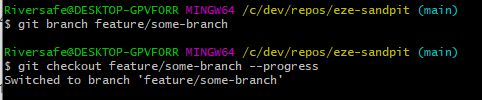 Riversafe@DESKTOP-GPVFORR MINGW64 /c/dev/repos/eze-sandpit (main)
$ git branch feature/some-branch
Riversafe@DESKTOP-GPVFORR MINGW64 /c/dev/repos/eze-sandpit (main)
$ git checkout feature/some-branch --progress
Switched to branch 'feature/some-branch'